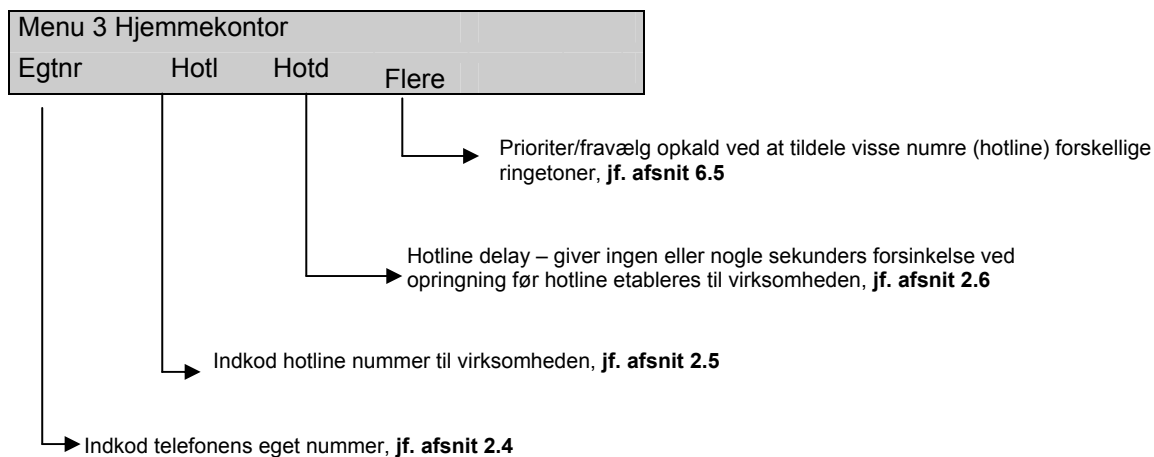 Menu 3 Hjemmekontor
Egtnr Hotl Hotd Flere
Prioriter/fravælg opkald ved at tildele visse numre (hotline) forskellige
ringetoner, jf. afsnit 6.5
Hotline delay – giver ingen eller nogle sekunders forsinkelse ved
opringning før hotline etableres til virksomheden, jf. afsnit 2.6
Indkod hotline nummer til virksomheden, jf. afsnit 2.5
Indkod telefonens eget nummer, jf. afsnit 2.4